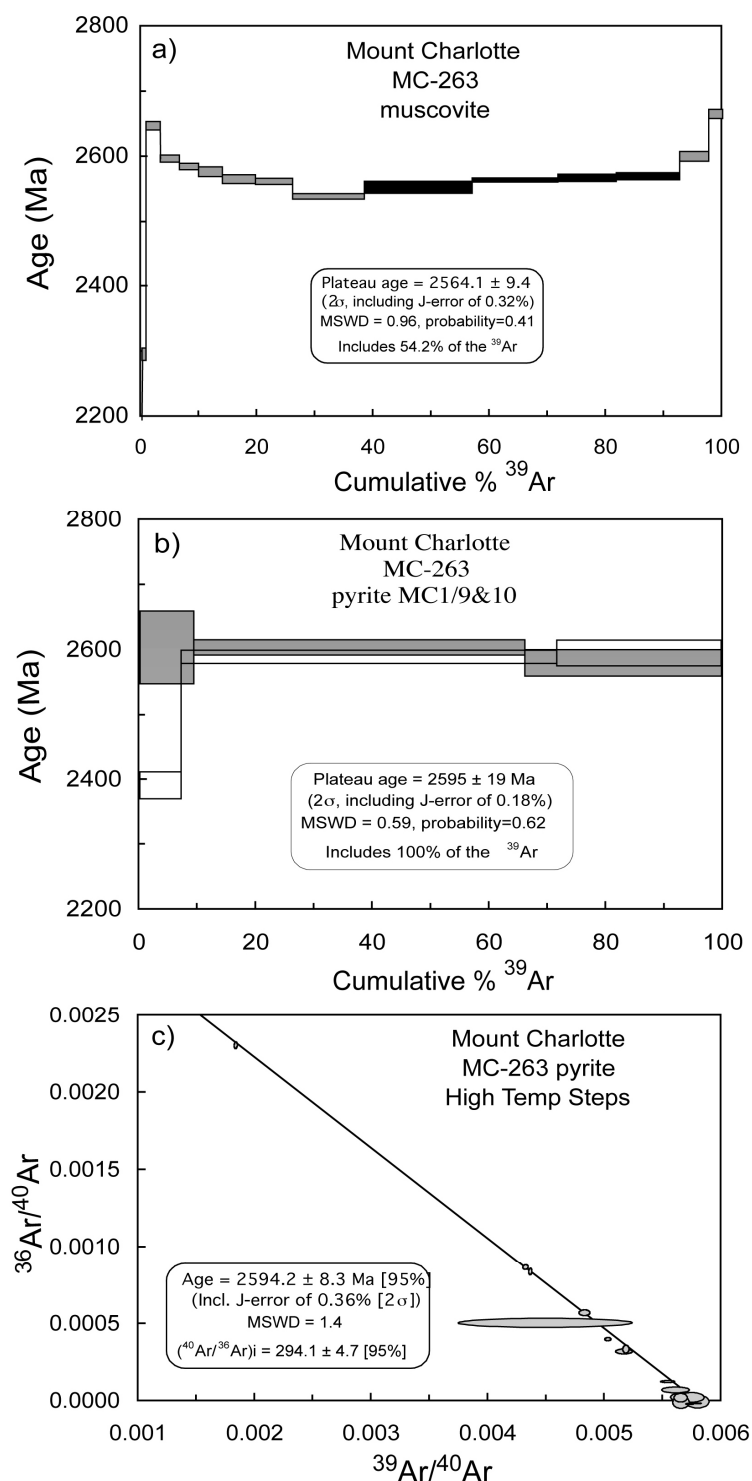 a)
Mount Charlotte
MC-263
muscovite
2800
2600
2400
2200
Age (Ma)
Plateau age = 2564.1 ± 9.4
(2σ, including J-error of 0.32%)
MSWD = 0.96, probability=0.41
Includes 54.2% of the ³⁹Ar
0 20 40 60 80 100
Cumulative % ³⁹Ar
b)
Mount Charlotte
MC-263
pyrite MC1/9&10
2800
2600
2400
2200
Age (Ma)
Plateau age = 2595 ± 19 Ma
(2σ, including J-error of 0.18%)
MSWD = 0.59, probability=0.62
Includes 100% of the ³⁹Ar
0 20 40 60 80 100
Cumulative % ³⁹Ar
c)
Mount Charlotte
MC-263 pyrite
High Temp Steps
0.0025
0.0020
0.0015
0.0010
0.0005
0.0000
³⁶Ar/⁴⁰Ar
Age = 2594.2 ± 8.3 Ma [95%]
(Incl. J-error of 0.36% [2σ])
MSWD = 1.4
(⁴⁰Ar/³⁶Ar)i = 294.1 ± 4.7 [95%]
0.001 0.002 0.003 0.004 0.005 0.006
³⁹Ar/⁴⁰Ar